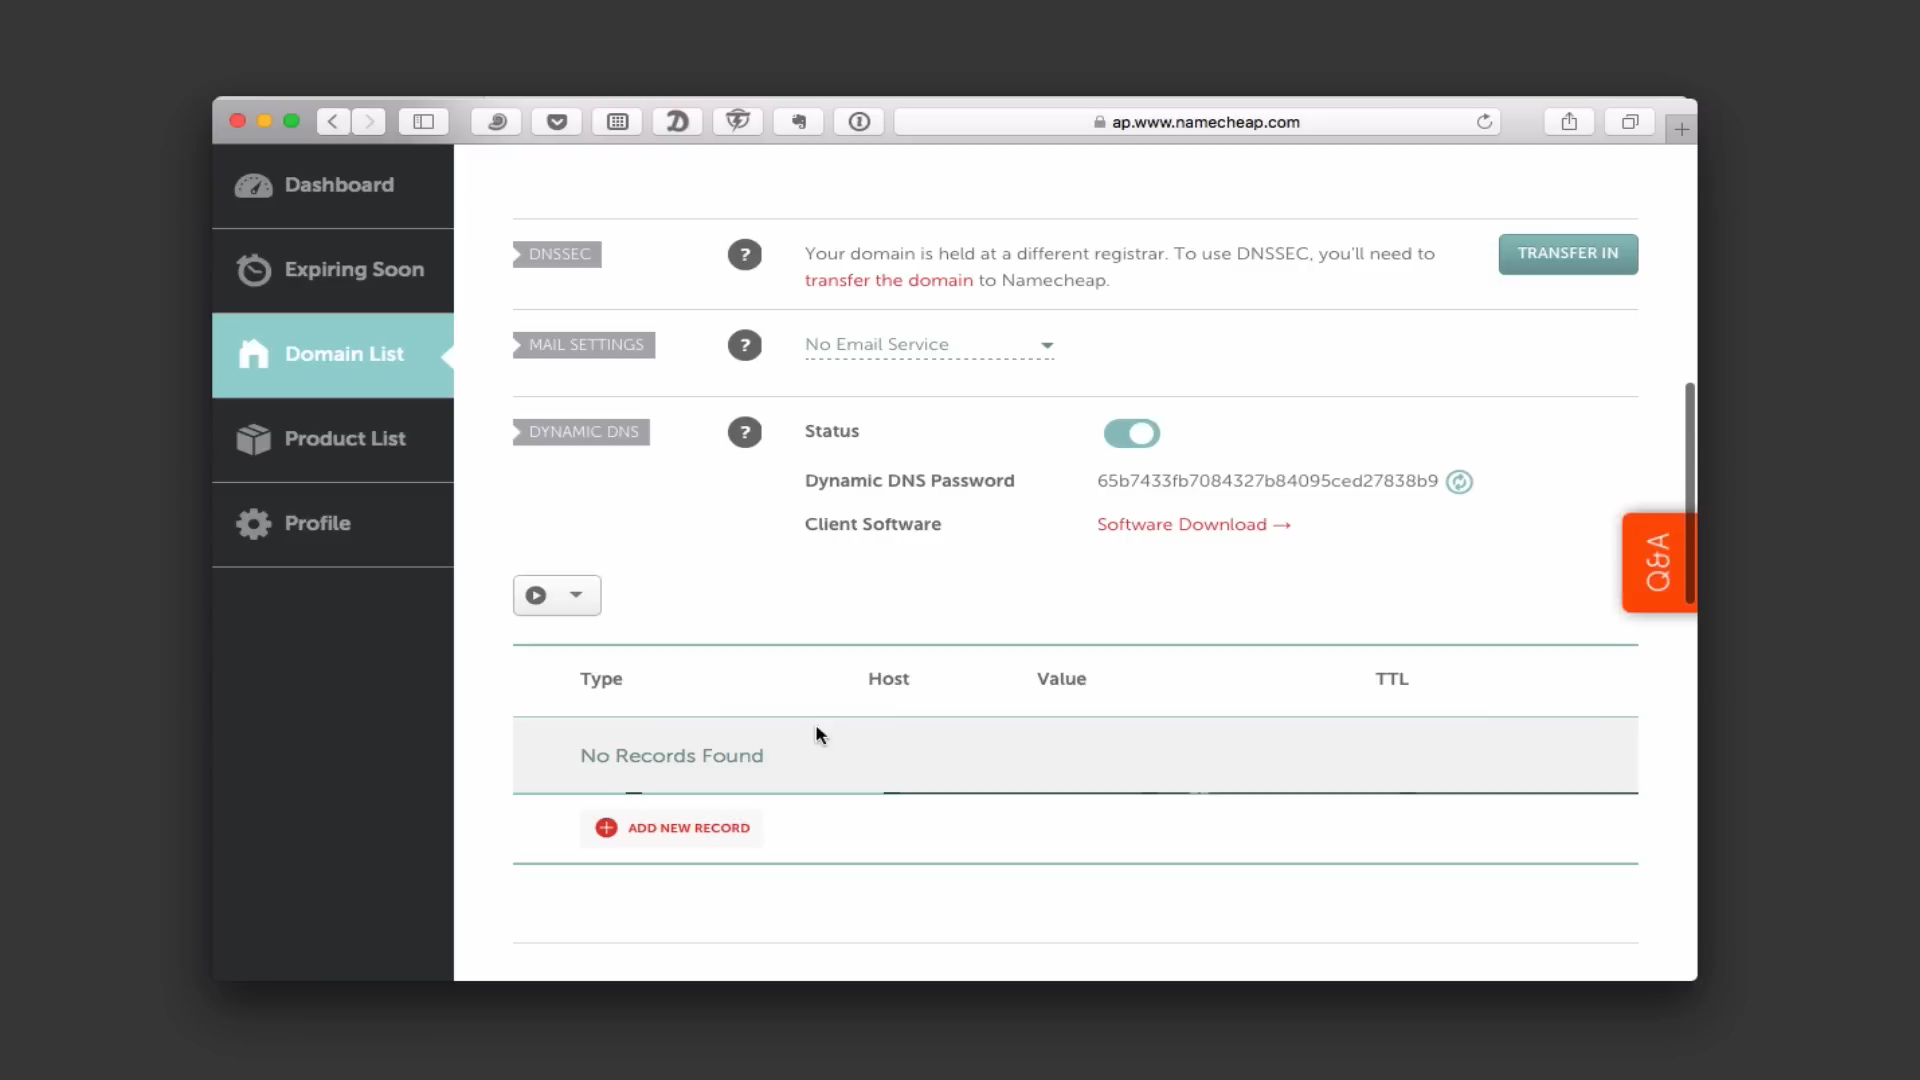 ap.www.namecheap.com
Dashboard
Expiring Soon
Domain List
Product List
Profile
DNSSEC
?
Your domain is held at a different registrar. To use DNSSEC, you'll need to
transfer the domain to Namecheap.
TRANSFER IN
MAIL SETTINGS
?
No Email Service
DYNAMIC DNS
?
Status
Dynamic DNS Password
65b7433fb7084327b84095ced27838b9
Client Software
Software Download →
Q&A
Type Host Value TTL
No Records Found
ADD NEW RECORD